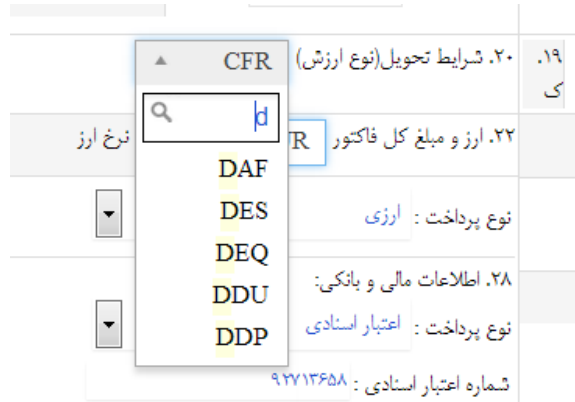 ۱۹.
ک
۲۰. شرایط تحویل(نوع ارزش)
CFR
d
DAF
DES
DEQ
DDU
DDP
۲۲. ارز و مبلغ کل فاکتور
نرخ ارز
نوع پرداخت : ارزی
۲۸. اطلاعات مالی و بانکی:
نوع پرداخت : اعتبار اسنادی
شماره اعتبار اسنادی : ۹۲۷۱۳۶۵۸